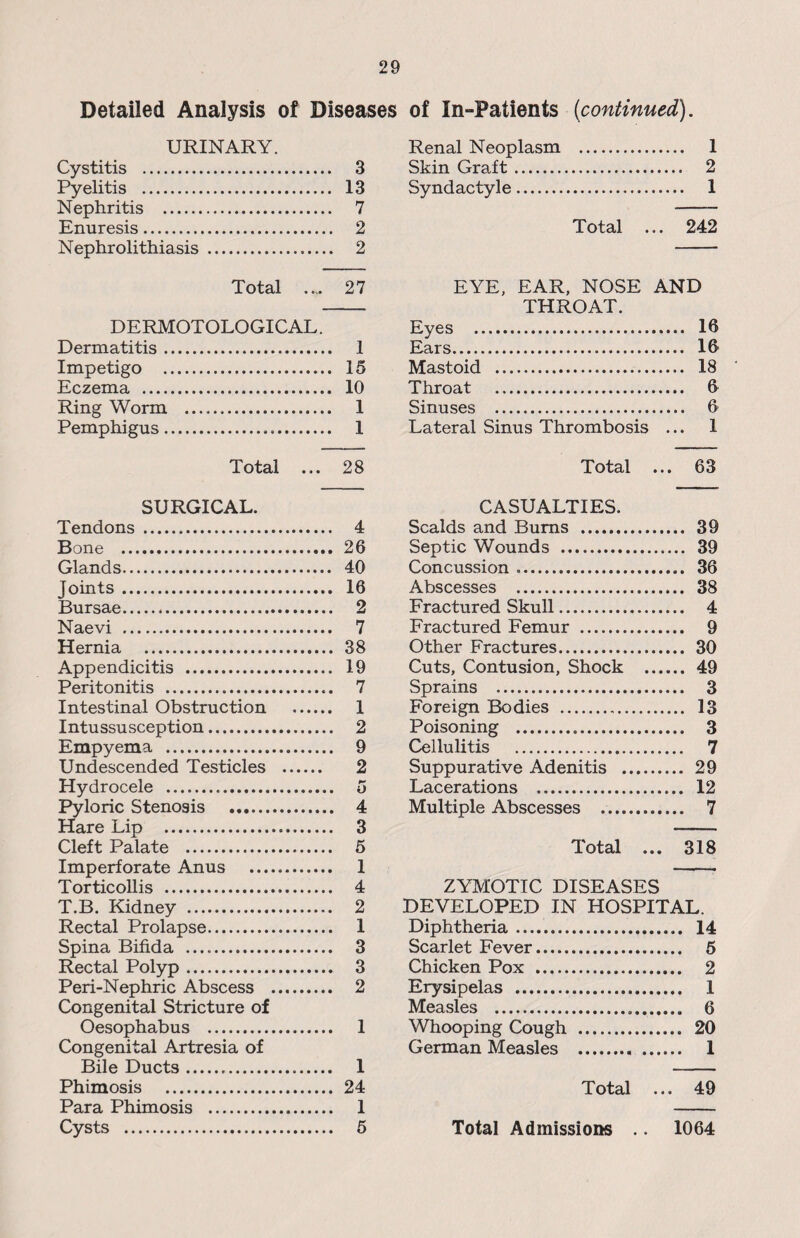 29
Detailed Analysis of Diseases of In-Patients (continued).
URINARY.
Cystitis ... 3
Pyelitis ... 13
Nephritis ... 7
Enuresis ... 2
Nephrolithiasis ... 2
Total ... 27
DERMOTOLOGICAL.
Dermatitis ... 1
Impetigo ... 15
Eczema ... 10
Ring Worm ... 1
Pemphigus ... 1
Total ... 28
SURGICAL.
Tendons ... 4
Bone ... 26
Glands ... 40
Joints ... 16
Bursae ... 2
Naevi ... 7
Hernia ... 38
Appendicitis ... 19
Peritonitis ... 7
Intestinal Obstruction ... 1
Intussusception ... 2
Empyema ... 9
Undescended Testicles ... 2
Hydrocele ... 5
Pyloric Stenosis ... 4
Hare Lip ... 3
Cleft Palate ... 5
Imperforate Anus ... 1
Torticollis ... 4
T.B. Kidney ... 2
Rectal Prolapse ... 1
Spina Bifida ... 3
Rectal Polyp ... 3
Peri-Nephric Abscess ... 2
Congenital Stricture of
Oesophabus ... 1
Congenital Artresia of
Bile Ducts ... 1
Phimosis ... 24
Para Phimosis ... 1
Cysts ... 5
Renal Neoplasm ... 1
Skin Graft ... 2
Syndactyle ... 1
Total ... 242
EYE, EAR, NOSE AND
THROAT.
Eyes ... 16
Ears ... 16
Mastoid ... 18
Throat ... 6
Sinuses ... 6
Lateral Sinus Thrombosis ... 1
Total ... 63
CASUALTIES.
Scalds and Burns ... 39
Septic Wounds ... 39
Concussion ... 36
Abscesses ... 38
Fractured Skull ... 4
Fractured Femur ... 9
Other Fractures ... 30
Cuts, Contusion, Shock ... 49
Sprains ... 3
Foreign Bodies ... 13
Poisoning ... 3
Cellulitis ... 7
Suppurative Adenitis ... 29
Lacerations ... 12
Multiple Abscesses ... 7
Total ... 318
ZYMOTIC DISEASES
DEVELOPED IN HOSPITAL.
Diphtheria ... 14
Scarlet Fever ... 5
Chicken Pox ... 2
Erysipelas ... 1
Measles ... 6
Whooping Cough ... 20
German Measles ... 1
Total ... 49
Total Admissions .. 1064